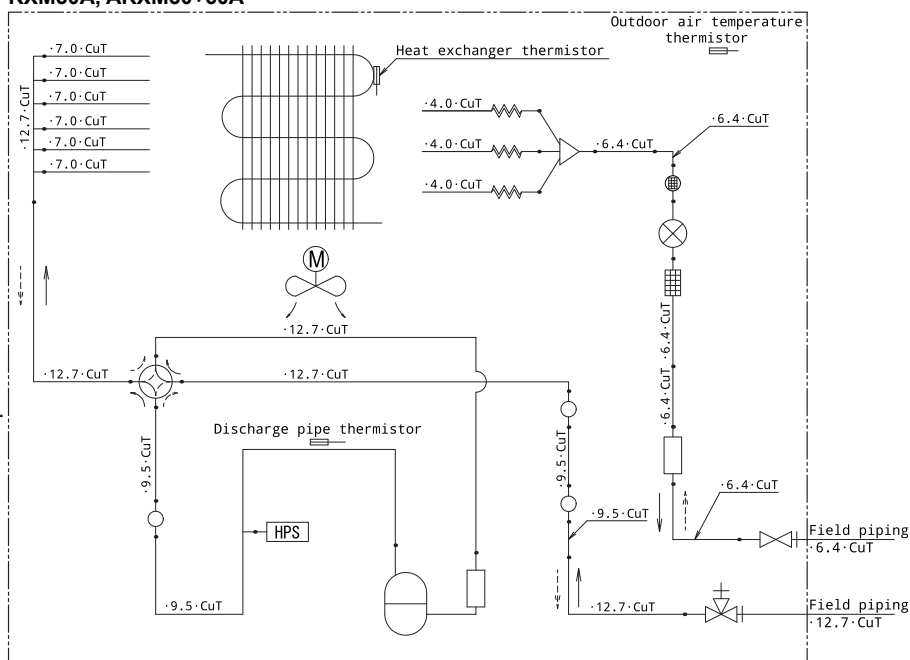 Outdoor air temperature
thermistor
·7.0·CuT
·7.0·CuT
·7.0·CuT
·7.0·CuT
·7.0·CuT
·7.0·CuT
·12.7·CuT
Heat exchanger thermistor
·4.0·CuT
·4.0·CuT
·4.0·CuT
·6.4·CuT
·6.4·CuT
M
·12.7·CuT
·12.7·CuT
·12.7·CuT
·6.4·CuT
·6.4·CuT
Discharge pipe thermistor
·9.5·CuT
·9.5·CuT
·6.4·CuT
·9.5·CuT
HPS
Field piping
·6.4·CuT
·9.5·CuT
·12.7·CuT
Field piping
·12.7·CuT